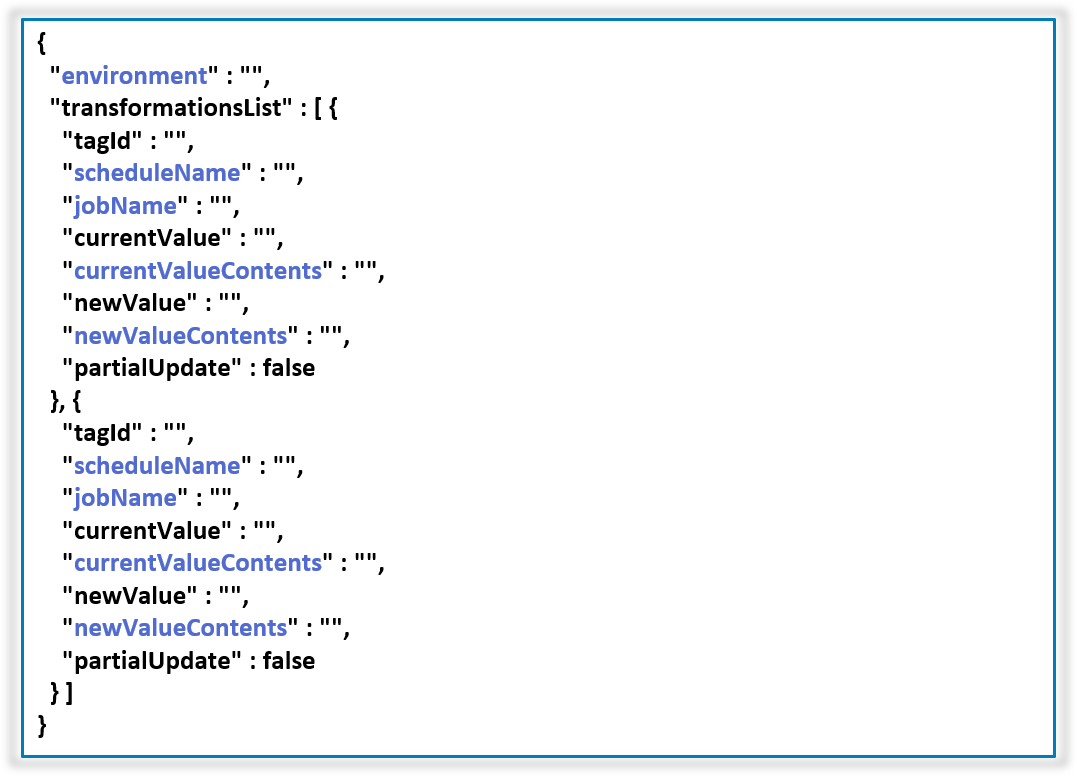 {
"environment" : "",
"transformationsList" : [ {
"tagId" : "",
"scheduleName" : "",
"jobName" : "",
"currentValue" : "",
"currentValueContents" : "",
"newValue" : "",
"newValueContents" : "",
"partialUpdate" : false
}, {
"tagId" : "",
"scheduleName" : "",
"jobName" : "",
"currentValue" : "",
"currentValueContents" : "",
"newValue" : "",
"newValueContents" : "",
"partialUpdate" : false
} ]
}